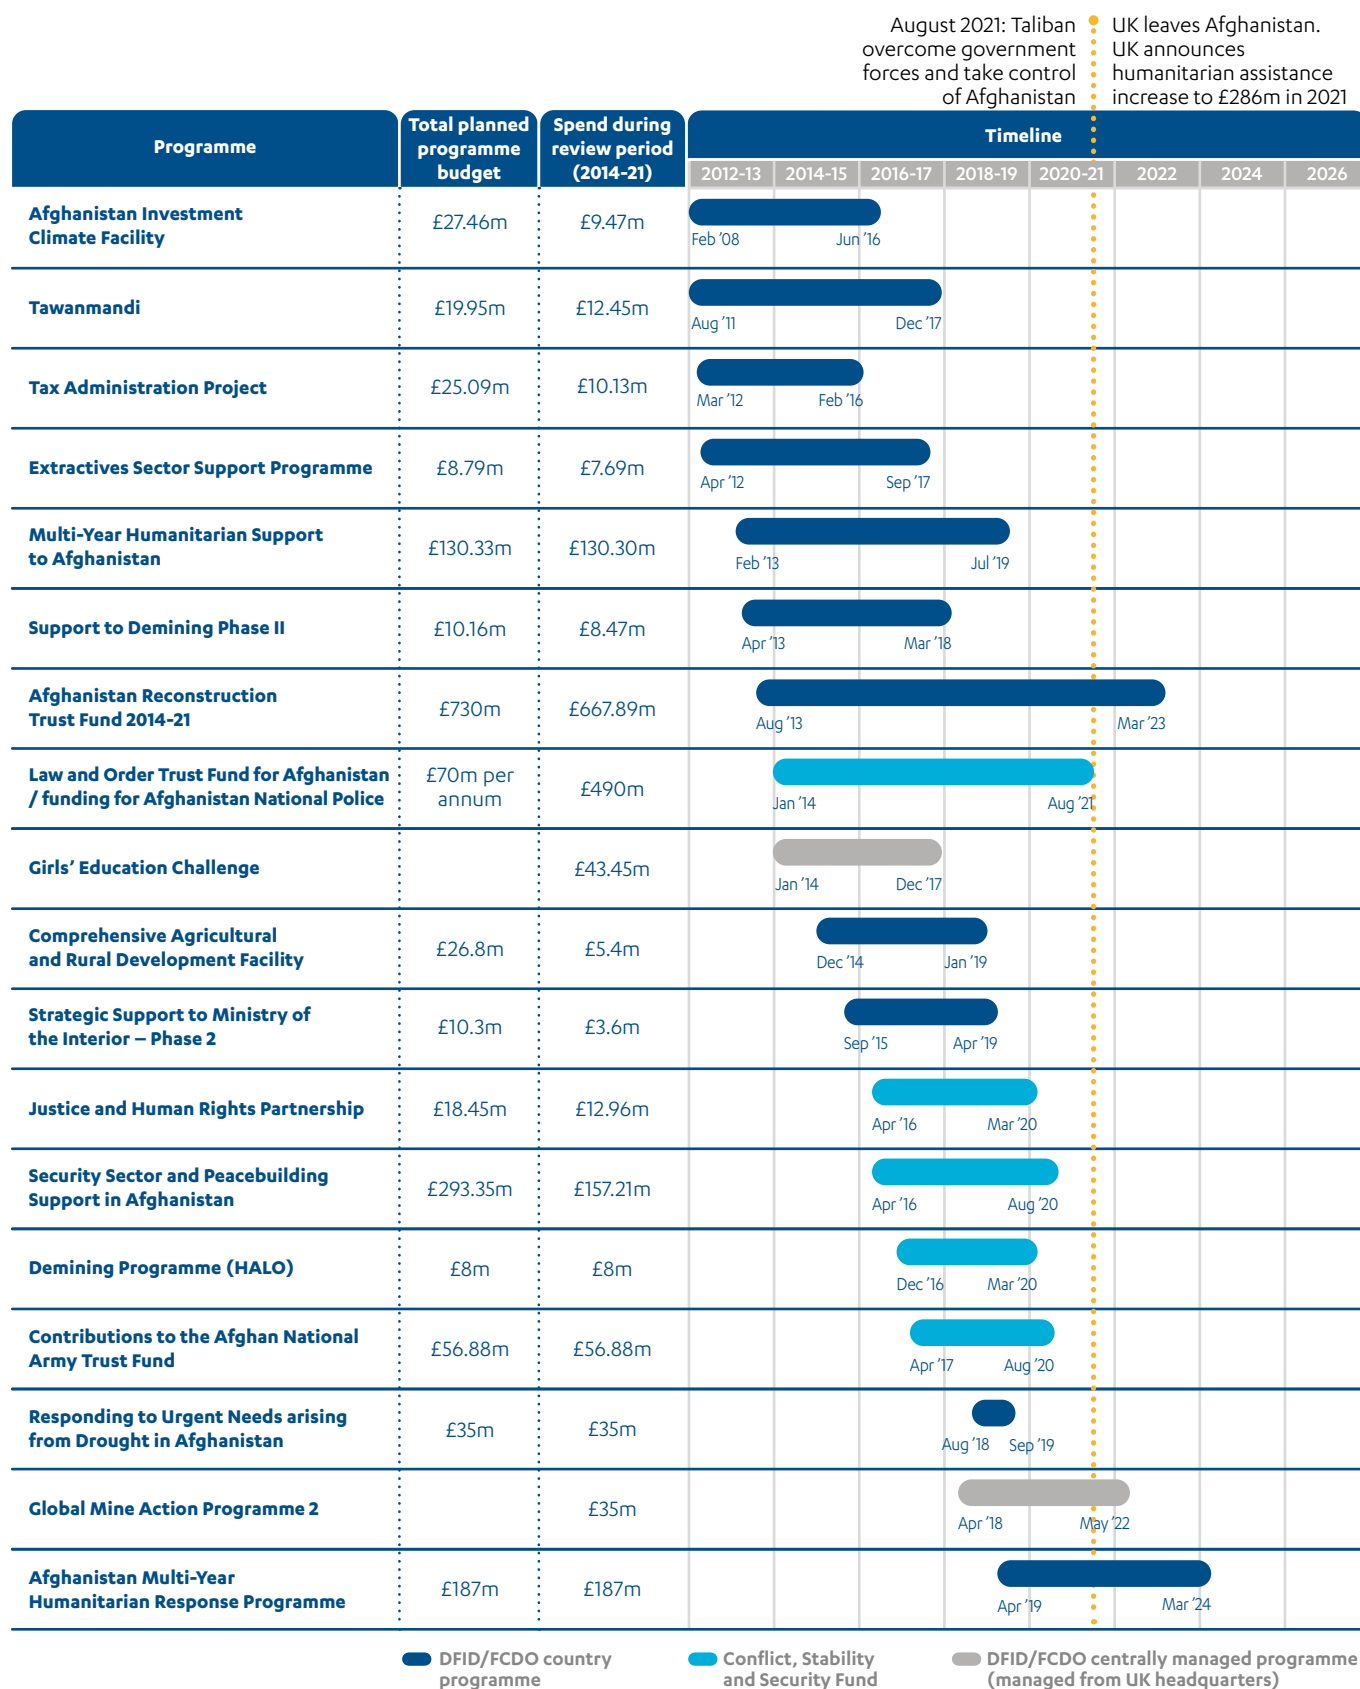 August 2021: Taliban
overcome government
forces and take control
of Afghanistan
UK leaves Afghanistan.
UK announces
humanitarian assistance
increase to £286m in 2021
Programme
Total planned
programme
budget
Spend during
review period
(2014-21)
Timeline
2012-13 2014-15 2016-17 2018-19 2020-21 2022 2024 2026
Afghanistan Investment
Climate Facility
£27.46m
£9.47m
Feb '08 Jun '16
Tawanmandi
£19.95m
£12.45m
Aug '11 Dec '17
Tax Administration Project
£25.09m
£10.13m
Mar '12 Feb '16
Extractives Sector Support Programme
£8.79m
£7.69m
Apr '12 Sep '17
Multi-Year Humanitarian Support
to Afghanistan
£130.33m
£130.30m
Feb '13 Jul '19
Support to Demining Phase II
£10.16m
£8.47m
Apr '13 Mar '18
Afghanistan Reconstruction
Trust Fund 2014-21
£730m
£667.89m
Aug '13 Mar '23
Law and Order Trust Fund for Afghanistan
/ funding for Afghanistan National Police
£70m per
annum
£490m
Jan '14 Aug '21
Girls' Education Challenge
£43.45m
Jan '14 Dec '17
Comprehensive Agricultural
and Rural Development Facility
£26.8m
£5.4m
Dec '14 Jan '19
Strategic Support to Ministry of
the Interior – Phase 2
£10.3m
£3.6m
Sep '15 Apr '19
Justice and Human Rights Partnership
£18.45m
£12.96m
Apr '16 Mar '20
Security Sector and Peacebuilding
Support in Afghanistan
£293.35m
£157.21m
Apr '16 Aug '20
Demining Programme (HALO)
£8m
£8m
Dec '16 Mar '20
Contributions to the Afghan National
Army Trust Fund
£56.88m
£56.88m
Apr '17 Aug '20
Responding to Urgent Needs arising
from Drought in Afghanistan
£35m
£35m
Aug '18 Sep '19
Global Mine Action Programme 2
£35m
Apr '18 May '22
Afghanistan Multi-Year
Humanitarian Response Programme
£187m
£187m
Apr '19 Mar '24
DFID/FCDO country
programme
Conflict, Stability
and Security Fund
DFID/FCDO centrally managed programme
(managed from UK headquarters)